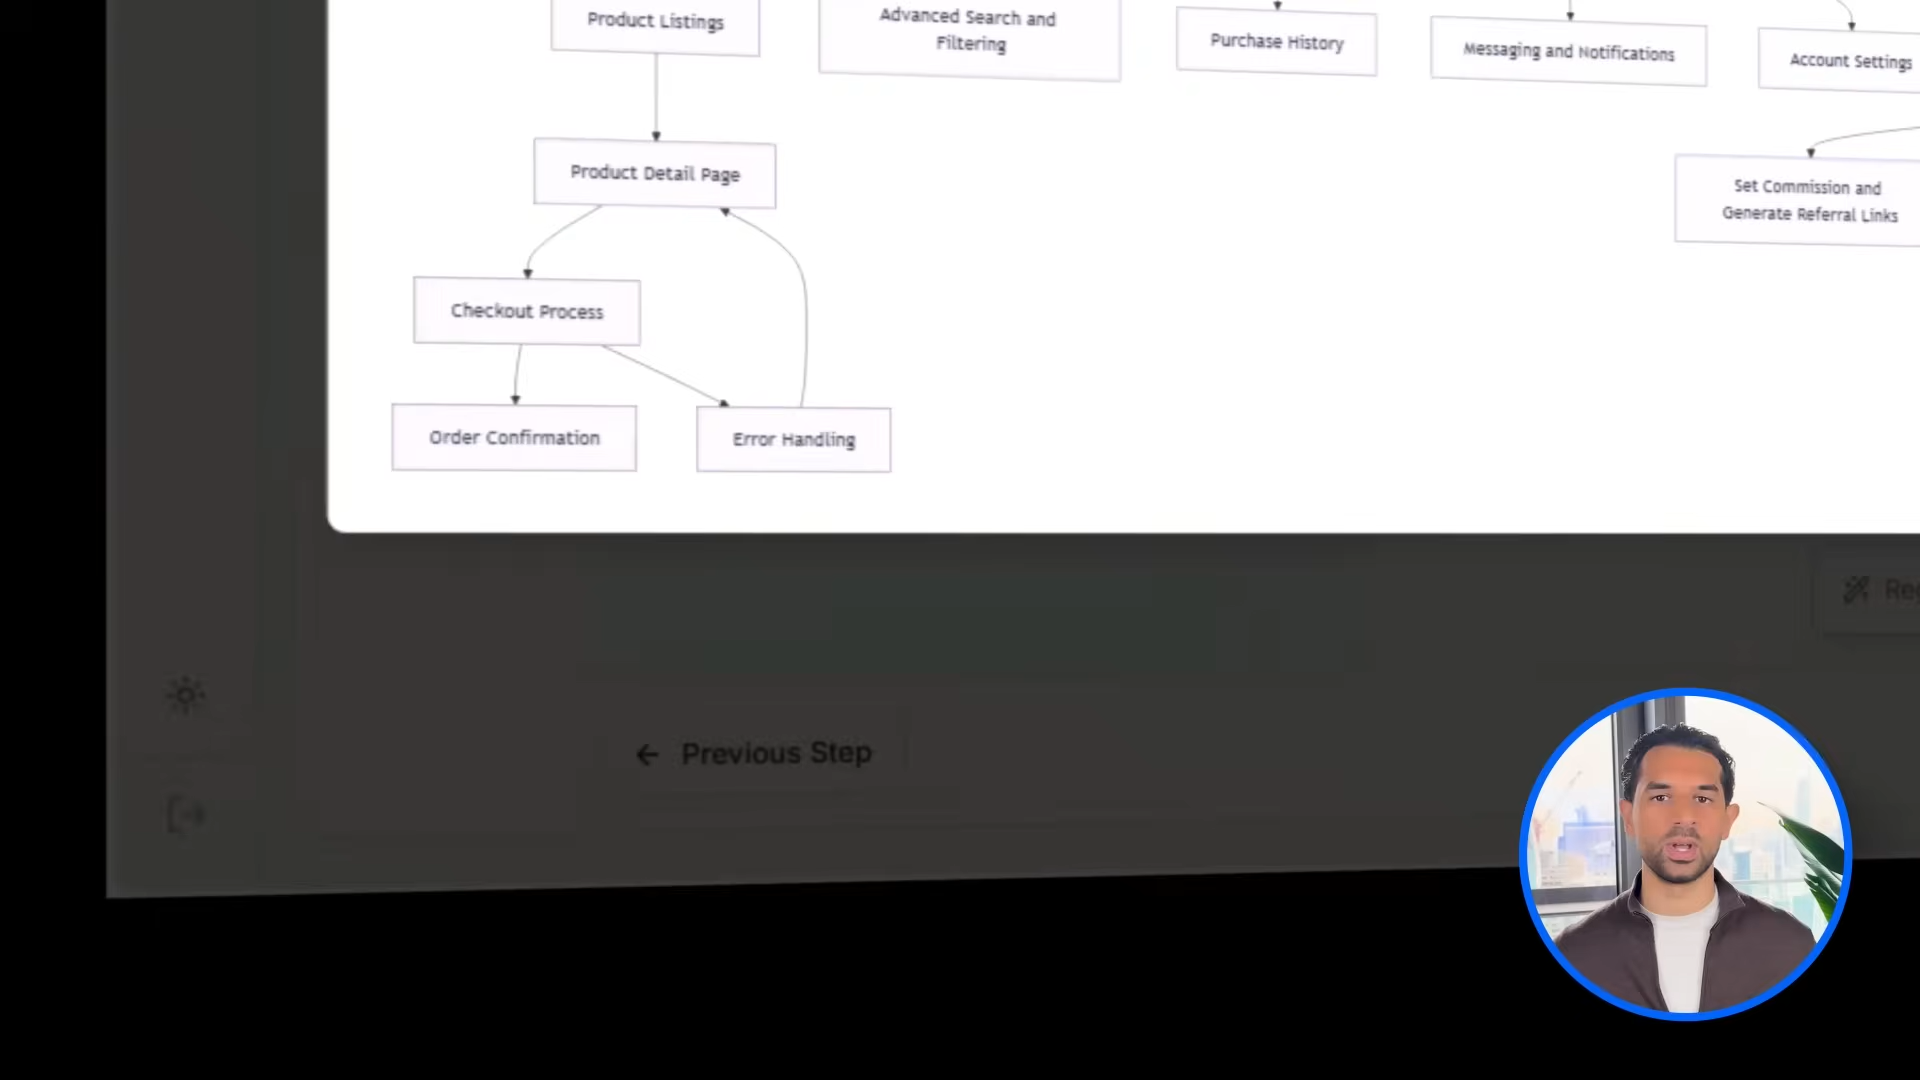 Product Listings
Advanced Search and
Filtering
Purchase History
Messaging and Notifications
Account Settings
Product Detail Page
Set Commission and
Generate Referral Links
Checkout Process
Order Confirmation
Error Handling
Previous Step